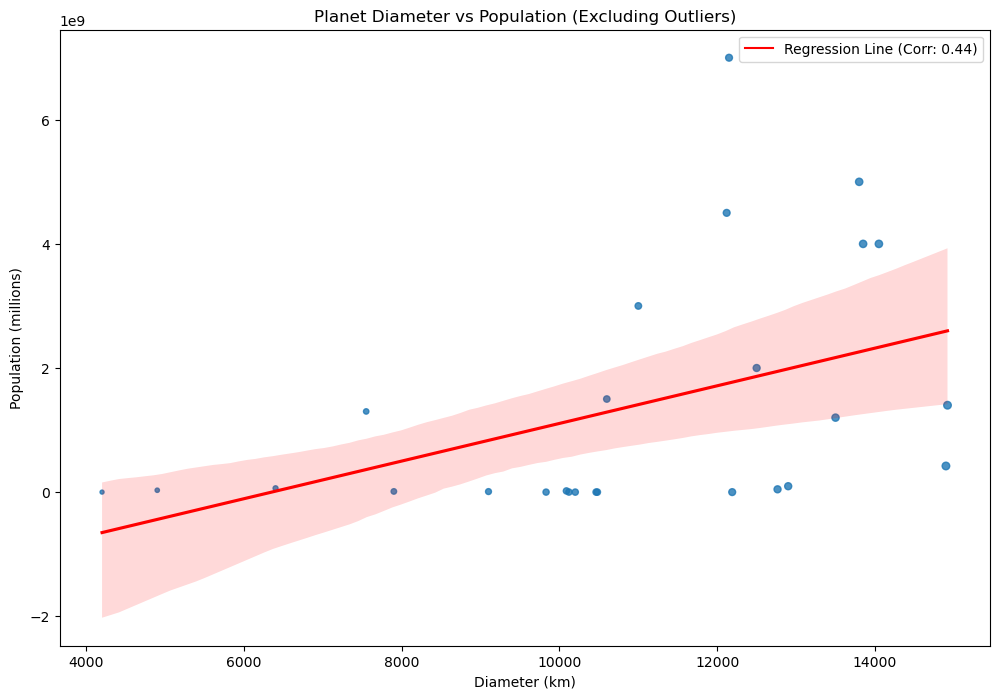 Planet Diameter vs Population (Excluding Outliers)
1e9
Regression Line (Corr: 0.44)
6
4
2
0
−2
Population (millions)
4000 6000 8000 10000 12000 14000
Diameter (km)